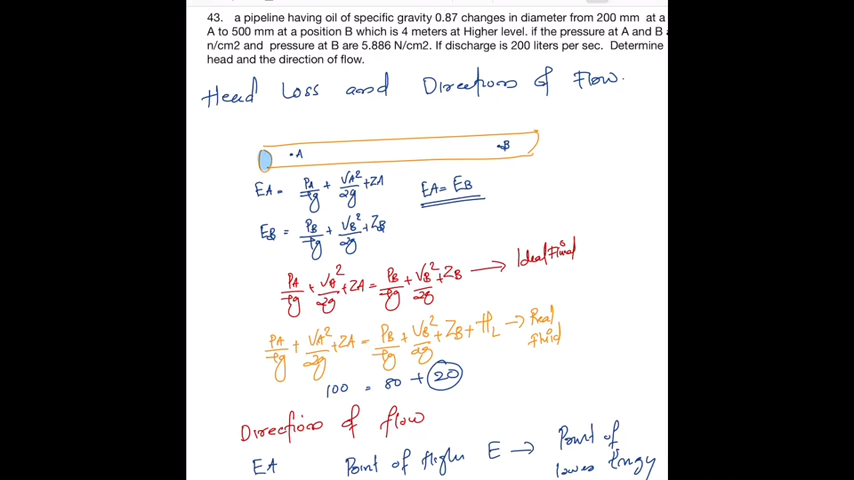 43. a pipeline having oil of specific gravity 0.87 changes in diameter from 200 mm at a
A to 500 mm at a position B which is 4 meters at Higher level. if the pressure at A and B a
n/cm2 and pressure at B are 5.886 N/cm2. If discharge is 200 liters per sec. Determine
head and the direction of flow.
Head Loss and Directions of Flow.
.A .B
EA = PA/ρg + VA²/2g + ZA EA = EB
EB = PB/ρg + VB²/2g + ZB
PA/ρg + VA²/2g + ZA = PB/ρg + VB²/2g + ZB → Ideal Fluid
PA/ρg + VA²/2g + ZA = PB/ρg + VB²/2g + ZB + HL → Real fluid
100 = 80 + 20
Directions of flow
EA Point of Higher E → Point of
lower